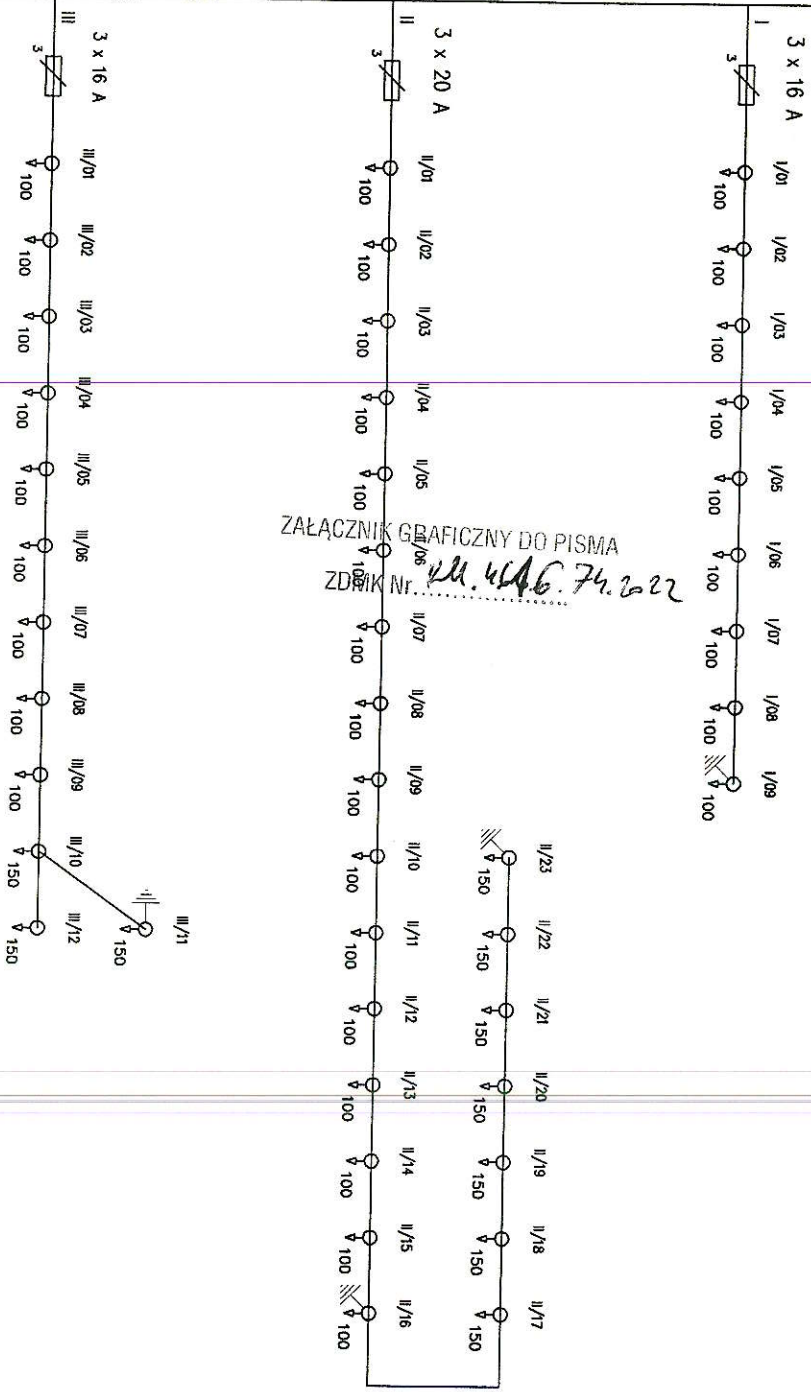 I
3 x 16 A
3
I/01 I/02 I/03 I/04 I/05 I/06 I/07 I/08 I/09
100 100 100 100 100 100 100 100 100
II
3 x 20 A
3
II/23 II/22 II/21 II/20 II/19 II/18 II/17
150 150 150 150 150 150 150
II/01 II/02 II/03 II/04 II/05 II/06 II/07 II/08 II/09 II/10 II/11 II/12 II/13 II/14 II/15 II/16
100 100 100 100 100 100 100 100 100 100 100 100 100 100 100
ZAŁĄCZNIK GRAFICZNY DO PISMA
ZDMK Nr. 74.2022
III
3 x 16 A
3
III/11
150
III/01 III/02 III/03 III/04 III/05 III/06 III/07 III/08 III/09 III/10 III/12
100 100 100 100 100 100 100 100 100 150 150